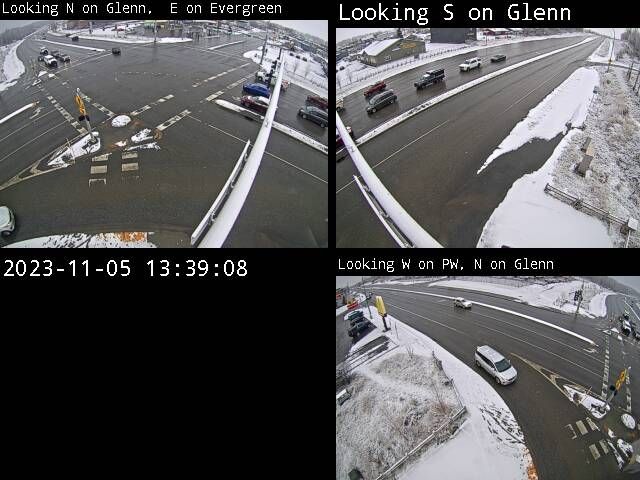 Looking N on Glenn,  E on Evergreen
Looking S on Glenn
2023-11-05 13:39:08
Looking W on PW, N on Glenn